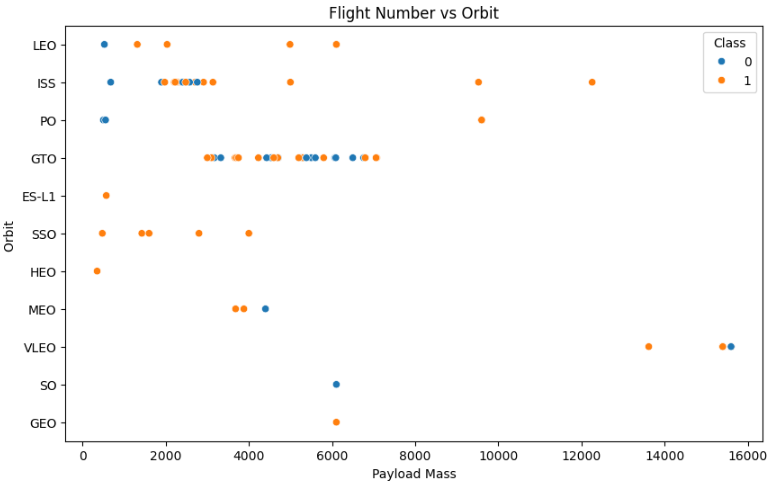 Flight Number vs Orbit
Class
0
1
Orbit
LEO
ISS
PO
GTO
ES-L1
SSO
HEO
MEO
VLEO
SO
GEO
0 2000 4000 6000 8000 10000 12000 14000 16000
Payload Mass